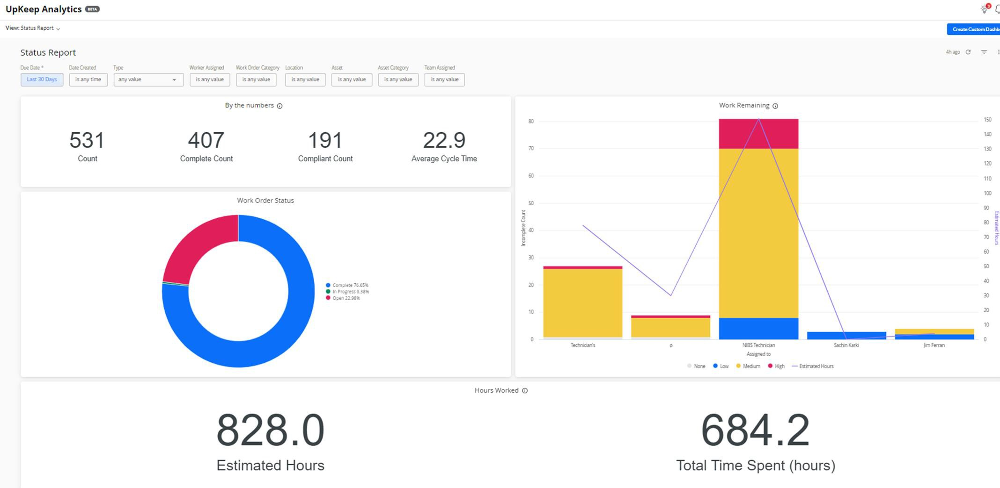 UpKeep Analytics BETA
3
View: Status Report
Create Custom Dashb
Status Report
4h ago
Due Date * Date Created Type Worker Assigned Work Order Category Location Asset Asset Category Team Assigned
Last 30 Days is any time any value is any value is any value is any value is any value is any value is any value
By the numbers
531 407 191 22.9
Count Complete Count Compliant Count Average Cycle Time
Work Order Status
Complete 76.65%
In Progress 0.38%
Open 22.98%
Work Remaining
80
70
60
50
40
30
20
10
0
Incomplete Count
150
140
130
120
110
100
90
80
70
60
50
40
30
20
10
0
Estimated Hours
Technician's ø NIBS Technician Sachin Karki Jim Ferran
Assigned to
None Low Medium High Estimated Hours
Hours Worked
828.0 684.2
Estimated Hours Total Time Spent (hours)